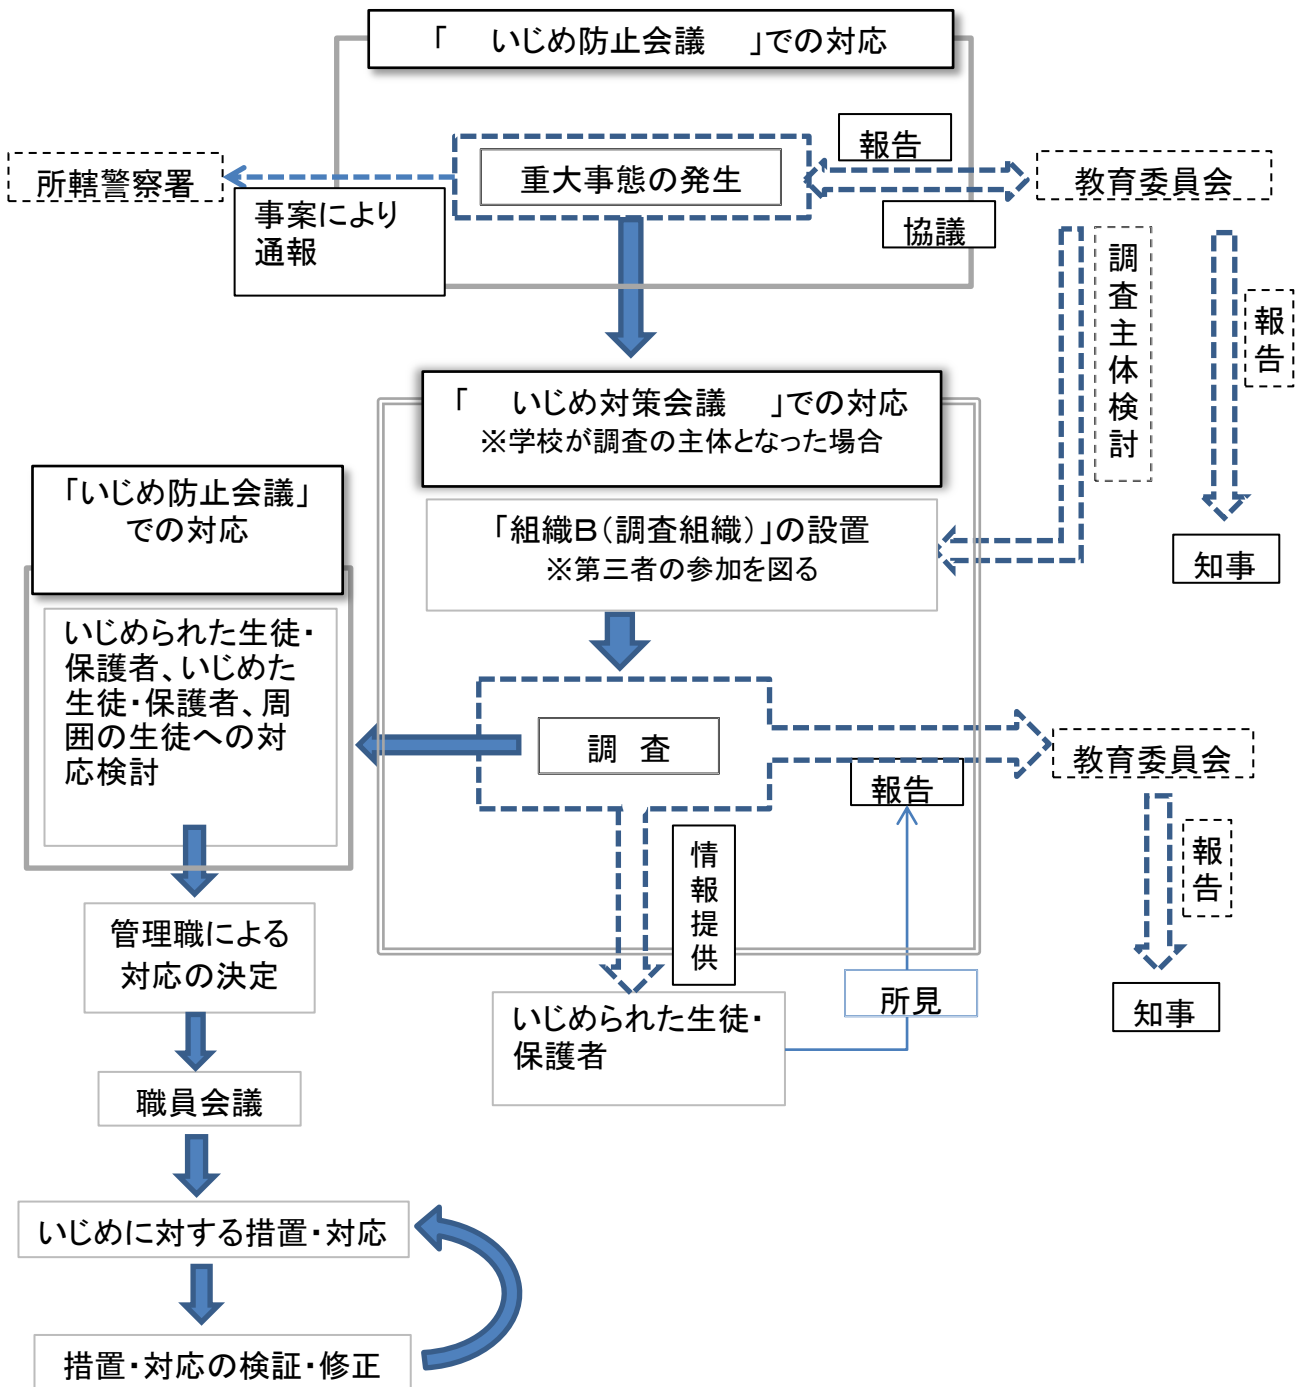 「　いじめ防止会議　」での対応
報告
所轄警察署
重大事態の発生
教育委員会
事案により
通報
協議
調査主体検討
報告
「　いじめ対策会議　」での対応
※学校が調査の主体となった場合
「いじめ防止会議」
での対応
「組織Ｂ（調査組織）」の設置
※第三者の参加を図る
知事
いじめられた生徒・
保護者、いじめた
生徒・保護者、周
囲の生徒への対
応検討
調　査
教育委員会
報告
情報提供
報告
管理職による
対応の決定
所見
いじめられた生徒・
保護者
知事
職員会議
いじめに対する措置・対応
措置・対応の検証・修正